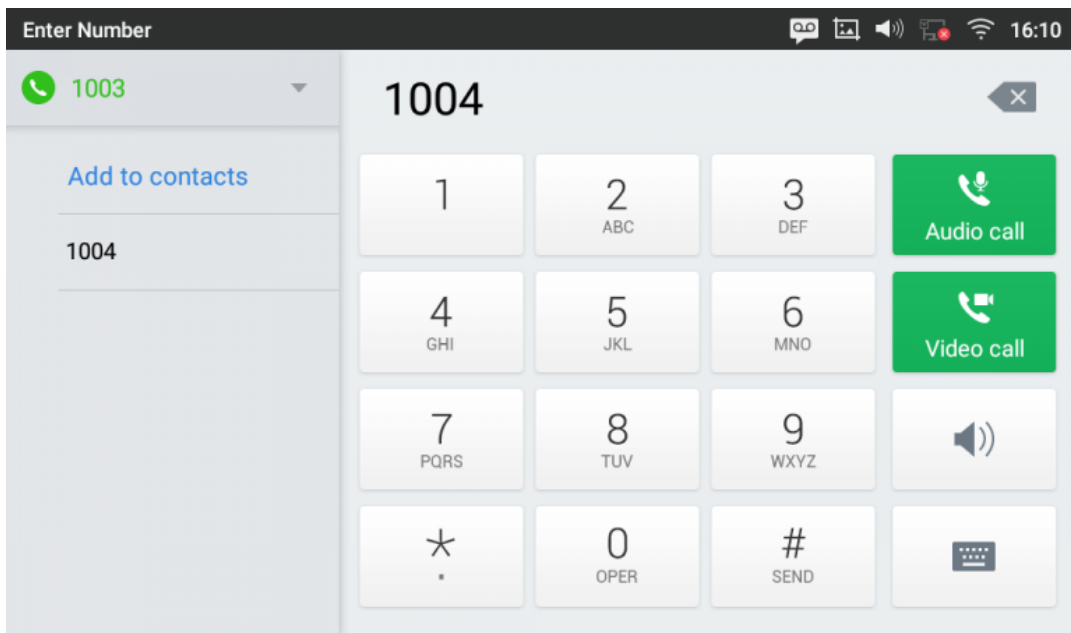 Enter Number 16:10
1003
1004
Add to contacts
1004
1 2 3
ABC DEF
Audio call
4 5 6
GHI JKL MNO
Video call
7 8 9
PQRS TUV WXYZ
* 0 #
. OPER SEND